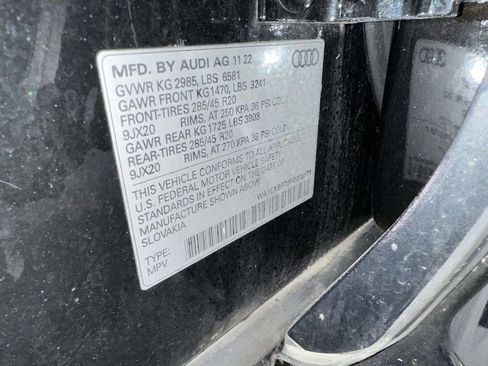 MFD. BY AUDI AG 11 22
GVWR KG 2985, LBS 6581
GAWR FRONT KG1470, LBS 3241
FRONT-TIRES 285/45 R20
9JX20 RIMS, AT 250 KPA 36 PSI COLD
GAWR REAR KG1725 LBS 3803
REAR-TIRES 285/45 R20
9JX20 RIMS, AT 270 KPA 39 PSI COLD
THIS VEHICLE CONFORMS TO ALL APPLICABLE
U.S. FEDERAL MOTOR VEHICLE SAFETY
STANDARDS IN EFFECT ON THE DATE OF
MANUFACTURE SHOWN ABOVE.
SLOVAKIA
TYPE:
MPV